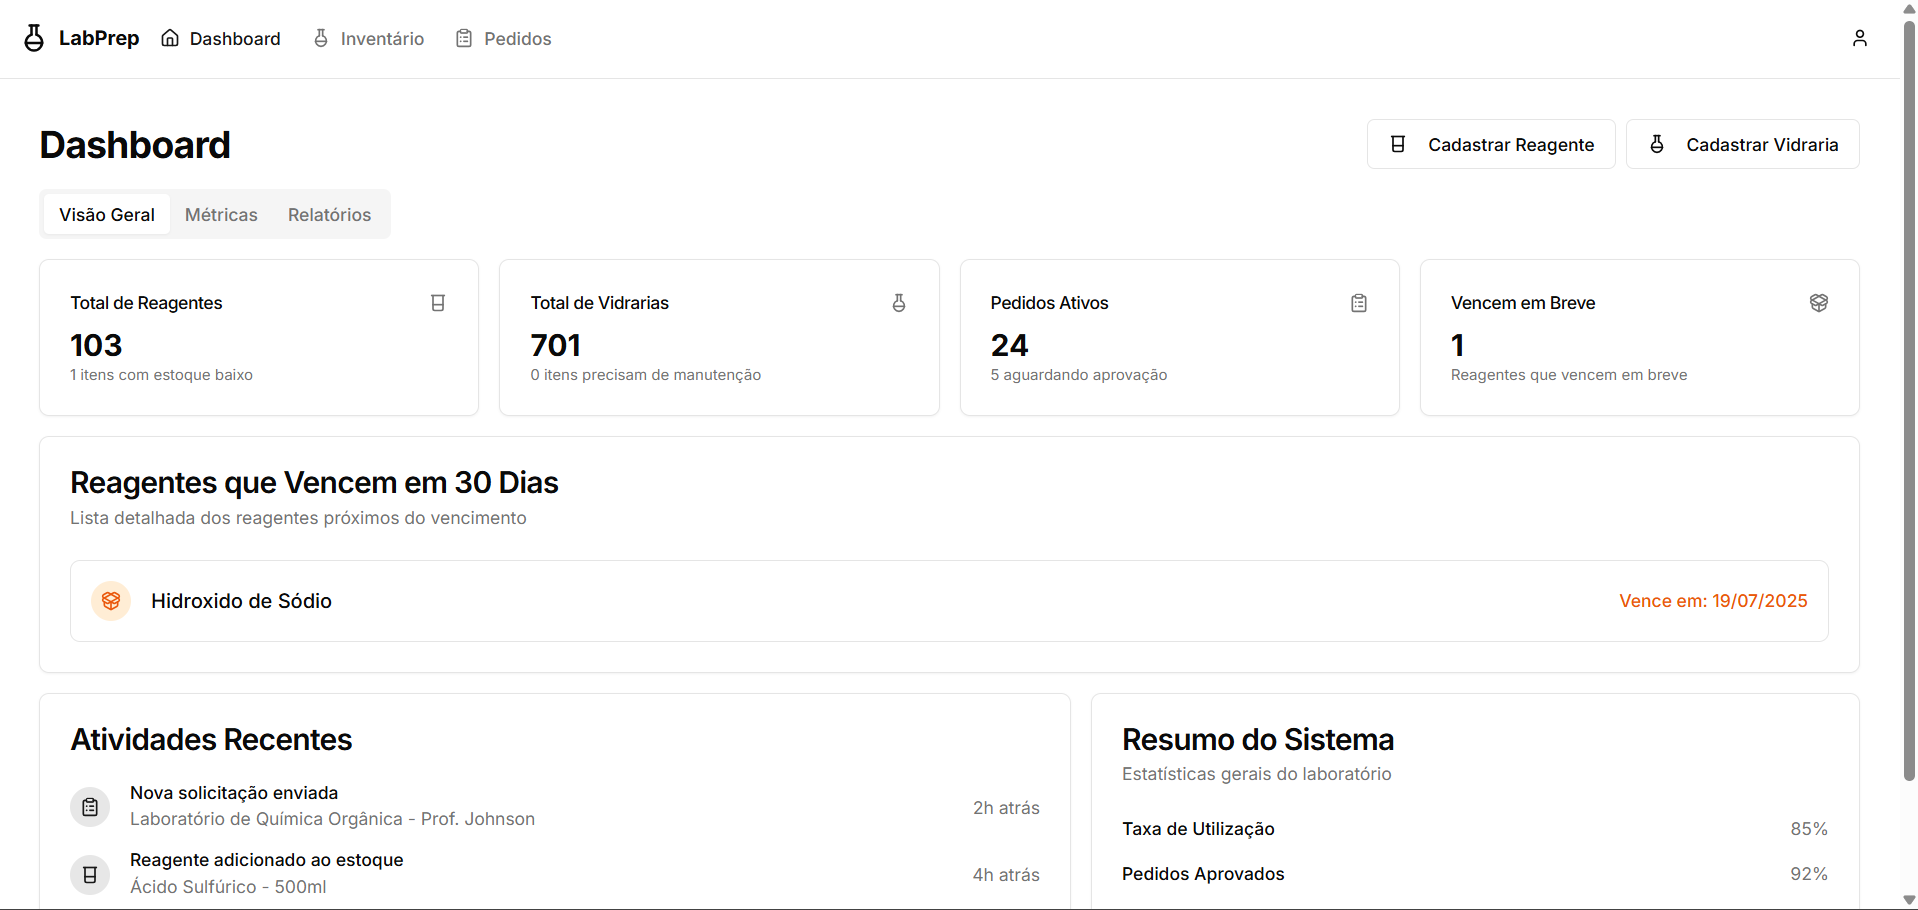 LabPrep Dashboard Inventário Pedidos
Dashboard
Cadastrar Reagente Cadastrar Vidraria
Visão Geral Métricas Relatórios
Total de Reagentes
103
1 itens com estoque baixo
Total de Vidrarias
701
0 itens precisam de manutenção
Pedidos Ativos
24
5 aguardando aprovação
Vencem em Breve
1
Reagentes que vencem em breve
Reagentes que Vencem em 30 Dias
Lista detalhada dos reagentes próximos do vencimento
Hidroxido de Sódio Vence em: 19/07/2025
Atividades Recentes
Nova solicitação enviada
Laboratório de Química Orgânica - Prof. Johnson
2h atrás
Reagente adicionado ao estoque
Ácido Sulfúrico - 500ml
4h atrás
Resumo do Sistema
Estatísticas gerais do laboratório
Taxa de Utilização 85%
Pedidos Aprovados 92%